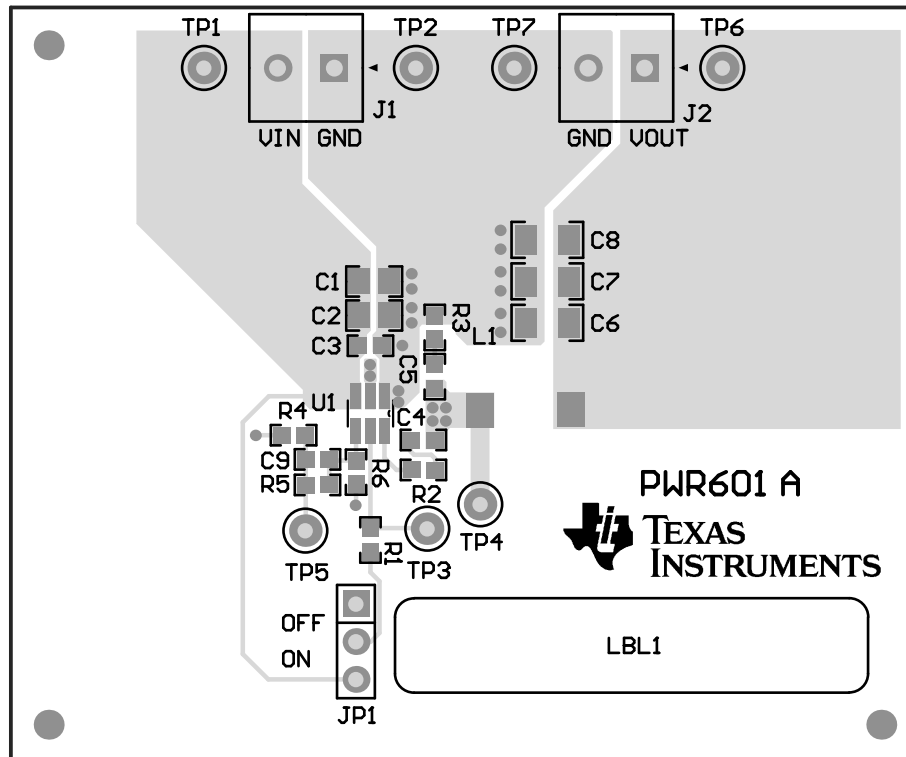 TP1 TP2 TP7 TP6
J1 J2
VIN GND GND VOUT
C8
C1 C7
C2 R3 C6
C3 L1
C5
U1
R4 C4
C9
R5 R6 R2 PWR601 A
TP4 TEXAS
INSTRUMENTS
TP5 R1 TP3
OFF
ON LBL1
JP1